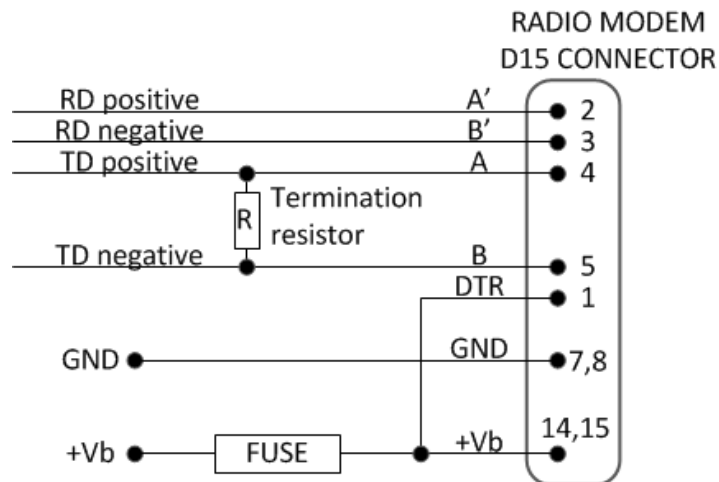 RADIO MODEM
D15 CONNECTOR
RD positive A’ 2
RD negative B’ 3
TD positive A 4
R Termination
resistor
TD negative B 5
DTR 1
GND GND 7,8
14,15
+Vb FUSE +Vb